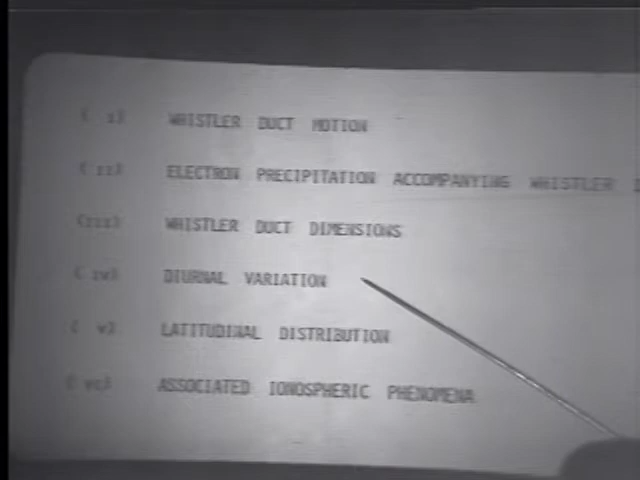 ( i) WHISTLER DUCT MOTION
( ii) ELECTRON PRECIPITATION ACCOMPANYING WHISTLER
(iii) WHISTLER DUCT DIMENSIONS
( iv) DIURNAL VARIATION
( v) LATITUDINAL DISTRIBUTION
( vi) ASSOCIATED IONOSPHERIC PHENOMENA